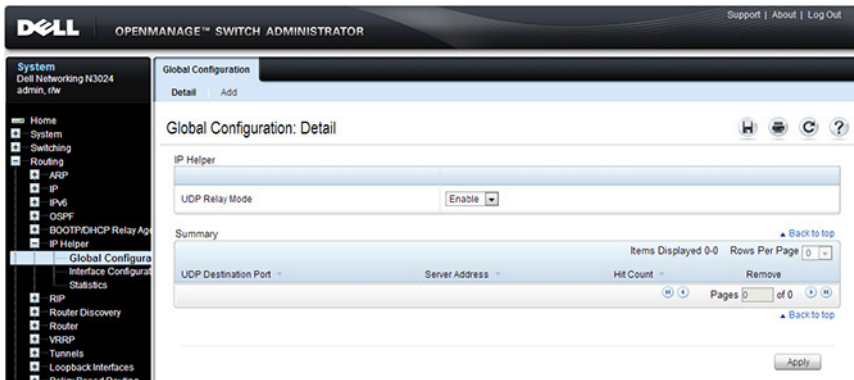 DELL OPENMANAGE™ SWITCH ADMINISTRATOR
Support | About | Log Out
System
Dell Networking N3024
admin, r/w
Home
System
Switching
Routing
ARP
IP
IPv6
OSPF
BOOTP/DHCP Relay Age
IP Helper
Global Configura
Interface Configurat
Statistics
RIP
Router Discovery
Router
VRRP
Tunnels
Loopback Interfaces
Policy Based Routing
Global Configuration
Detail Add
Global Configuration: Detail
IP Helper
UDP Relay Mode Enable
Summary
Back to top
Items Displayed 0-0 Rows Per Page 0
UDP Destination Port Server Address Hit Count Remove
Pages 0 of 0
Back to top
Apply